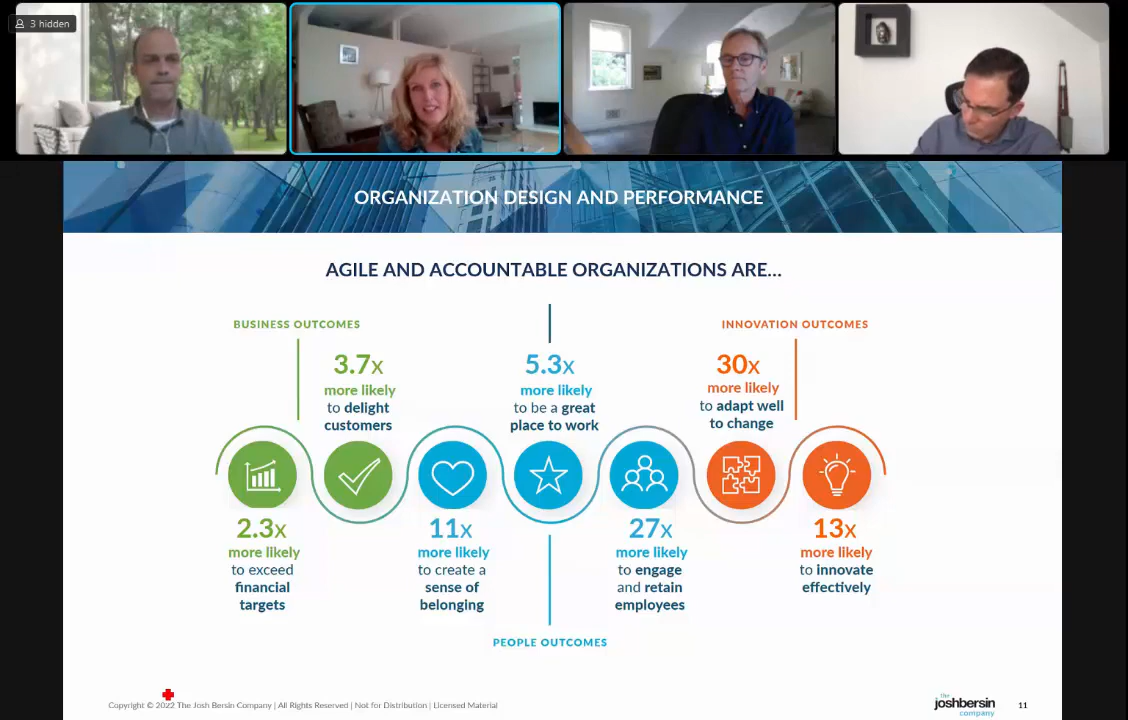 3 hidden
ORGANIZATION DESIGN AND PERFORMANCE
AGILE AND ACCOUNTABLE ORGANIZATIONS ARE...
BUSINESS OUTCOMES
INNOVATION OUTCOMES
3.7x
more likely
to delight
customers
5.3x
more likely
to be a great
place to work
30x
more likely
to adapt well
to change
2.3x
more likely
to exceed
financial
targets
11x
more likely
to create a
sense of
belonging
27x
more likely
to engage
and retain
employees
13x
more likely
to innovate
effectively
PEOPLE OUTCOMES
Copyright © 2022 The Josh Bersin Company | All Rights Reserved | Not for Distribution | Licensed Material
the
joshbersin
company
11